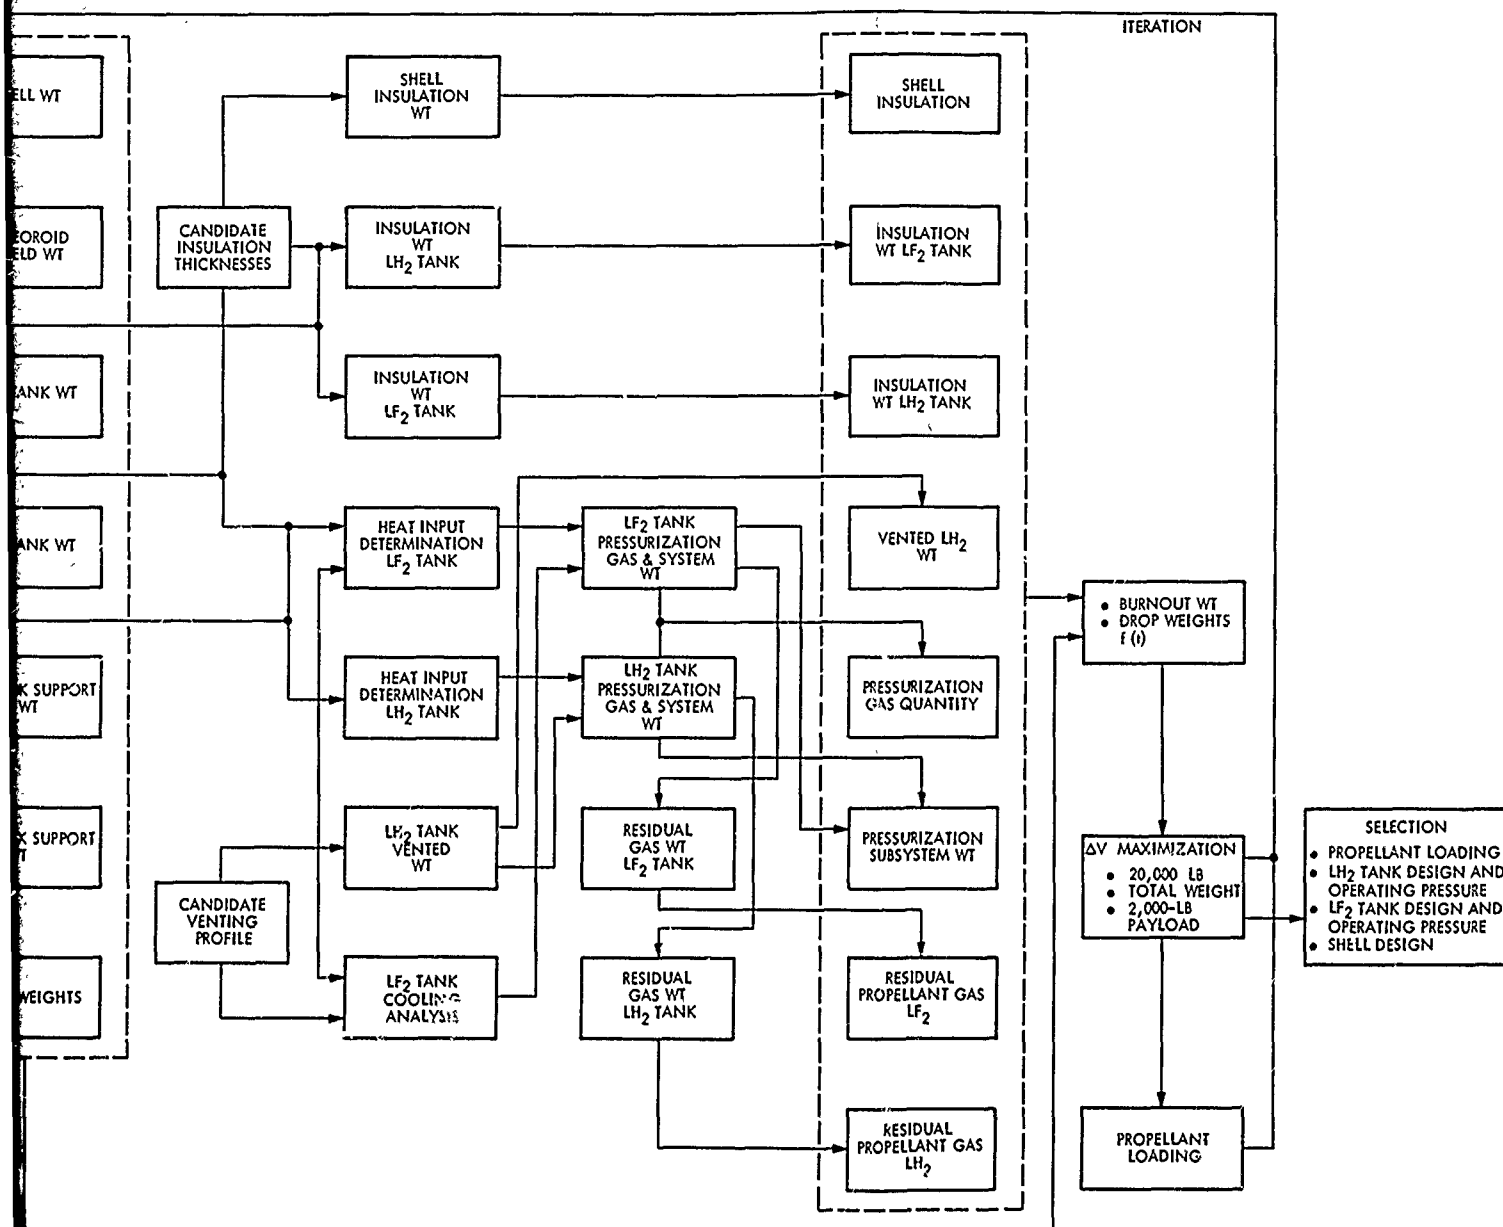 ITERATION
ELL WT
OROID
ELD WT
ANK WT
ANK WT
K SUPPORT
WT
K SUPPORT
T
WEIGHTS
CANDIDATE
INSULATION
THICKNESSES
CANDIDATE
VENTING
PROFILE
SHELL
INSULATION
WT
INSULATION
WT
LH2 TANK
INSULATION
WT
LF2 TANK
HEAT INPUT
DETERMINATION
LF2 TANK
HEAT INPUT
DETERMINATION
LH2 TANK
LH2 TANK
VENTED
WT
LF2 TANK
COOLING
ANALYSIS
LF2 TANK
PRESSURIZATION
GAS & SYSTEM
WT
LH2 TANK
PRESSURIZATION
GAS & SYSTEM
WT
RESIDUAL
GAS WT
LF2 TANK
RESIDUAL
GAS WT
LH2 TANK
SHELL
INSULATION
INSULATION
WT LF2 TANK
INSULATION
WT LH2 TANK
VENTED LH2
WT
PRESSURIZATION
GAS QUANTITY
PRESSURIZATION
SUBSYSTEM WT
RESIDUAL
PROPELLANT GAS
LF2
RESIDUAL
PROPELLANT GAS
LH2
• BURNOUT WT
• DROP WEIGHTS
f (t)
ΔV MAXIMIZATION
• 20,000 LB
• TOTAL WEIGHT
• 2,000-LB
PAYLOAD
PROPELLANT
LOADING
SELECTION
• PROPELLANT LOADING
• LH2 TANK DESIGN AND
OPERATING PRESSURE
• LF2 TANK DESIGN AND
OPERATING PRESSURE
• SHELL DESIGN